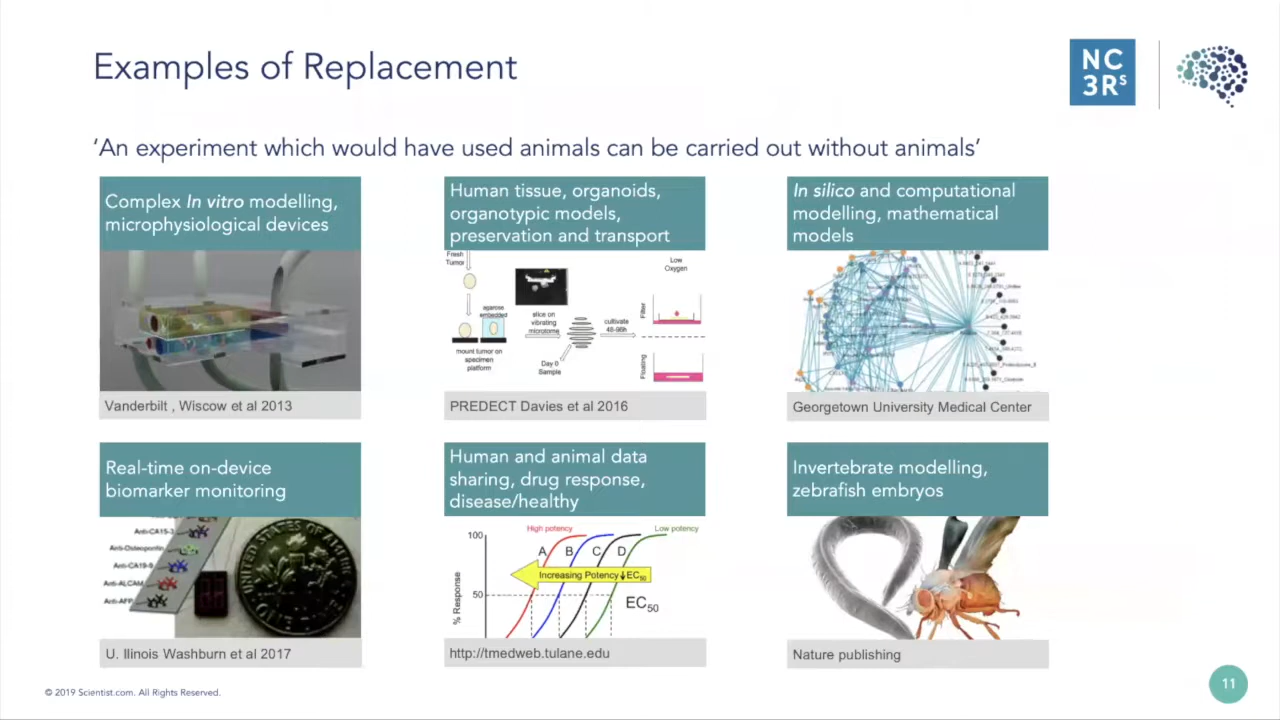 Examples of Replacement
NC
3Rs
‘An experiment which would have used animals can be carried out without animals’
Complex In vitro modelling,
microphysiological devices
Vanderbilt , Wiscow et al 2013
Human tissue, organoids,
organotypic models,
preservation and transport
Fresh
Tumor
mount tumor on
specimen
platform
agarose
embedded
slice on
vibrating
microtome
Day 0
Sample
cultivate
48-96h
Low
Oxygen
Filter
Floating
PREDECT Davies et al 2016
In silico and computational
modelling, mathematical
models
Georgetown University Medical Center
Real-time on-device
biomarker monitoring
Anti-CA15-3
Anti-Osteopontin
Anti-CA19-9
Anti-ALCAM
Anti-AFP
UNITED STATES OF AMERICA
U. Illinois Washburn et al 2017
Human and animal data
sharing, drug response,
disease/healthy
High potency
Low potency
100
A B C D
Increasing Potency ↓EC50
50
EC50
% Response
http://tmedweb.tulane.edu
Invertebrate modelling,
zebrafish embryos
Nature publishing
© 2019 Scientist.com. All Rights Reserved.
11